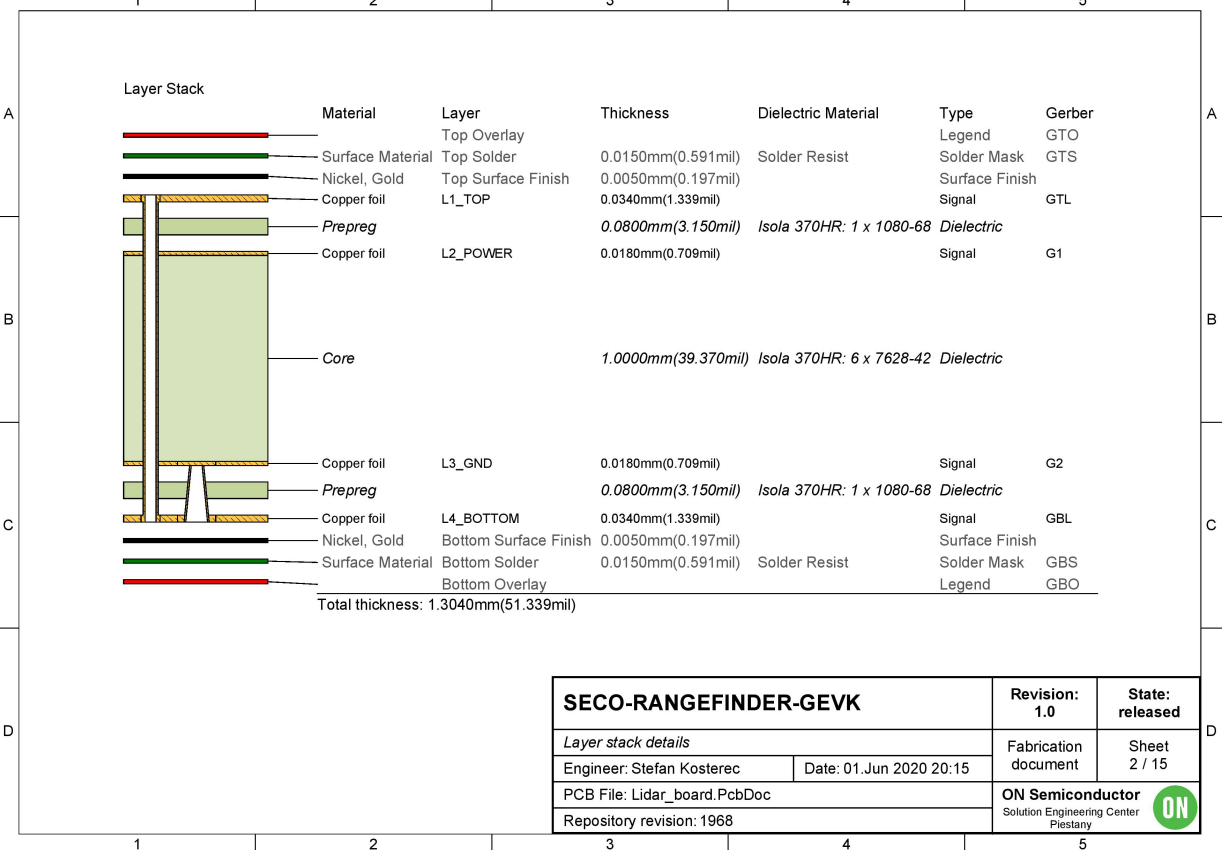 1 2 3 4 5
Layer Stack
A Material Layer Thickness Dielectric Material Type Gerber A
Top Overlay Legend GTO
Surface Material Top Solder 0.0150mm(0.591mil) Solder Resist Solder Mask GTS
Nickel, Gold Top Surface Finish 0.0050mm(0.197mil) Surface Finish
Copper foil L1_TOP 0.0340mm(1.339mil) Signal GTL
Prepreg 0.0800mm(3.150mil) Isola 370HR: 1 x 1080-68 Dielectric
Copper foil L2_POWER 0.0180mm(0.709mil) Signal G1
B B
Core 1.0000mm(39.370mil) Isola 370HR: 6 x 7628-42 Dielectric
Copper foil L3_GND 0.0180mm(0.709mil) Signal G2
Prepreg 0.0800mm(3.150mil) Isola 370HR: 1 x 1080-68 Dielectric
C Copper foil L4_BOTTOM 0.0340mm(1.339mil) Signal GBL C
Nickel, Gold Bottom Surface Finish 0.0050mm(0.197mil) Surface Finish
Surface Material Bottom Solder 0.0150mm(0.591mil) Solder Resist Solder Mask GBS
Bottom Overlay Legend GBO
Total thickness: 1.3040mm(51.339mil)
SECO-RANGEFINDER-GEVK
Revision:
1.0
State:
released
D D
Layer stack details
Engineer: Stefan Kosterec Date: 01.Jun 2020 20:15
Fabrication
document
Sheet
2 / 15
PCB File: Lidar_board.PcbDoc
Repository revision: 1968
ON Semiconductor
Solution Engineering Center
Piestany
ON
1 2 3 4 5